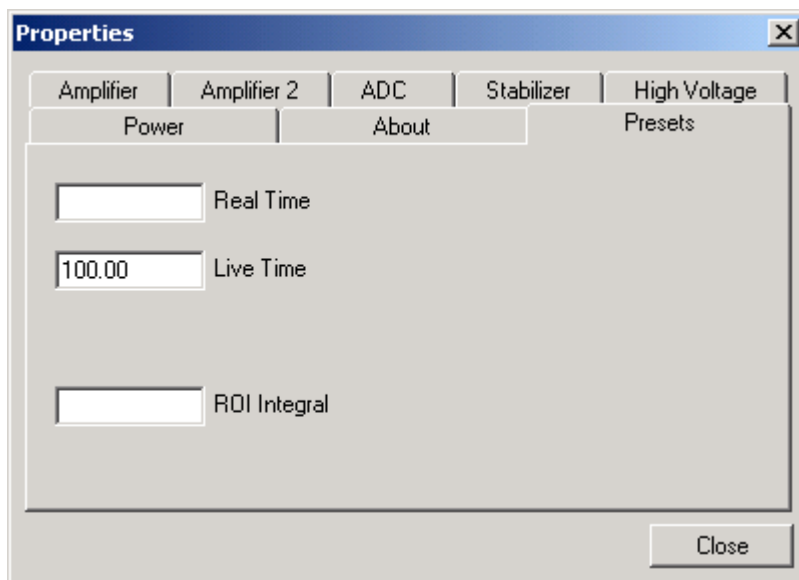 Properties
Amplifier Amplifier 2 ADC Stabilizer High Voltage
Power About Presets
Real Time
100.00 Live Time
ROI Integral
Close